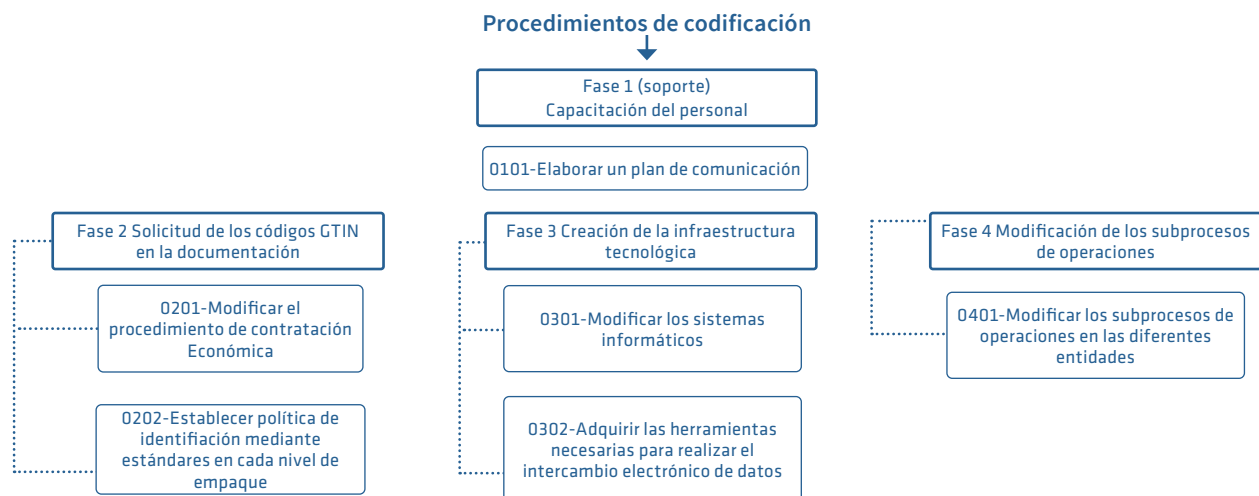 Procedimientos de codificación
Fase 1 (soporte)
Capacitación del personal
0101-Elaborar un plan de comunicación
Fase 2 Solicitud de los códigos GTIN
en la documentación
0201-Modificar el
procedimiento de contratación
Económica
0202-Establecer política de
identifiación mediante
estándares en cada nivel de
empaque
Fase 3 Creación de la infraestructura
tecnológica
0301-Modificar los sistemas
informáticos
0302-Adquirir las herramientas
necesarias para realizar el
intercambio electrónico de datos
Fase 4 Modificación de los subprocesos
de operaciones
0401-Modificar los subprocesos de
operaciones en las diferentes
entidades